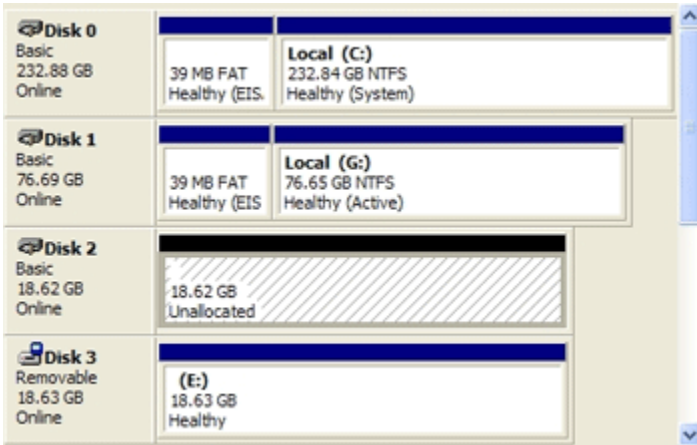 Disk 0
Basic
232.88 GB
Online
39 MB FAT
Healthy (EIS.
Local (C:)
232.84 GB NTFS
Healthy (System)
Disk 1
Basic
76.69 GB
Online
39 MB FAT
Healthy (EIS
Local (G:)
76.65 GB NTFS
Healthy (Active)
Disk 2
Basic
18.62 GB
Online
18.62 GB
Unallocated
Disk 3
Removable
18.63 GB
Online
(E:)
18.63 GB
Healthy